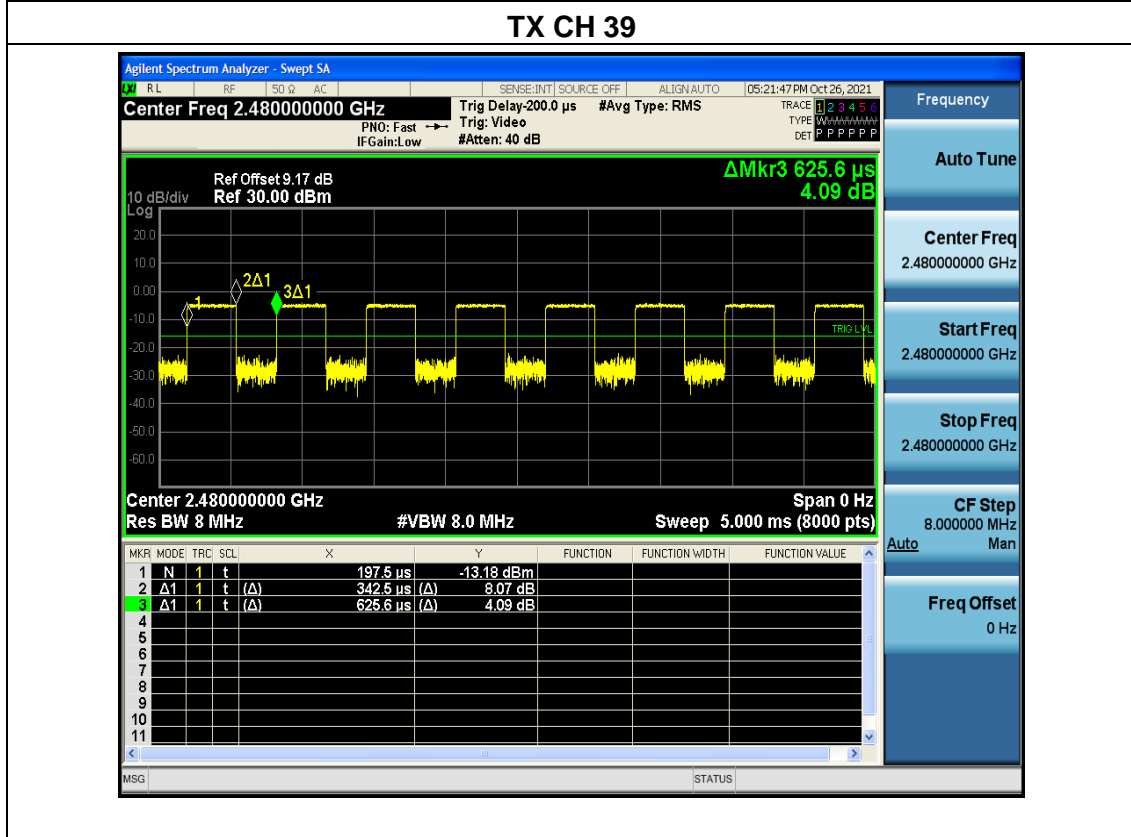 TX CH 39
Agilent Spectrum Analyzer - Swept SA
LXI RL RF 50 Ω AC SENSE:INT SOURCE OFF ALIGN AUTO 05:21:47 PM Oct 26, 2021
Center Freq 2.480000000 GHz
PNO: Fast
IFGain:Low
Trig Delay-200.0 µs #Avg Type: RMS
Trig: Video
#Atten: 40 dB
TRACE 1 2 3 4 5 6
TYPE WWWWWW
DET P P P P P P
ΔMkr3 625.6 µs
4.09 dB
Ref Offset 9.17 dB
10 dB/div Ref 30.00 dBm
Log
20.0
10.0
0.00
-10.0
-20.0
-30.0
-40.0
-50.0
-60.0
1
2Δ1
3Δ1
TRIG LVL
Center 2.480000000 GHz Span 0 Hz
Res BW 8 MHz #VBW 8.0 MHz Sweep 5.000 ms (8000 pts)
MKR MODE TRC SCL X Y FUNCTION FUNCTION WIDTH FUNCTION VALUE
1 N 1 t 197.5 µs -13.18 dBm
2 Δ1 1 t (Δ) 342.5 µs (Δ) 8.07 dB
3 Δ1 1 t (Δ) 625.6 µs (Δ) 4.09 dB
4
5
6
7
8
9
10
11
MSG STATUS
Frequency
Auto Tune
Center Freq
2.480000000 GHz
Start Freq
2.480000000 GHz
Stop Freq
2.480000000 GHz
CF Step
8.000000 MHz
Auto Man
Freq Offset
0 Hz